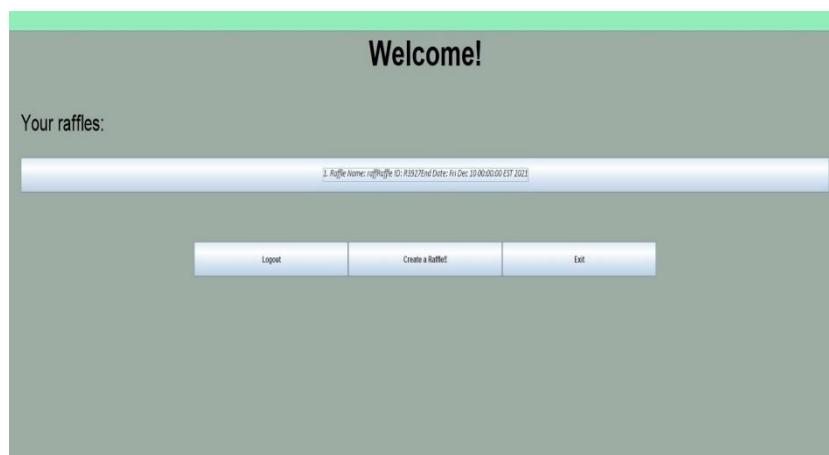 Welcome!
Your raffles:
1. Raffle Name: raffRaffle ID: R3927End Date: Fri Dec 10 00:00:00 EST 2021
Logout
Create a Raffle!!
Exit